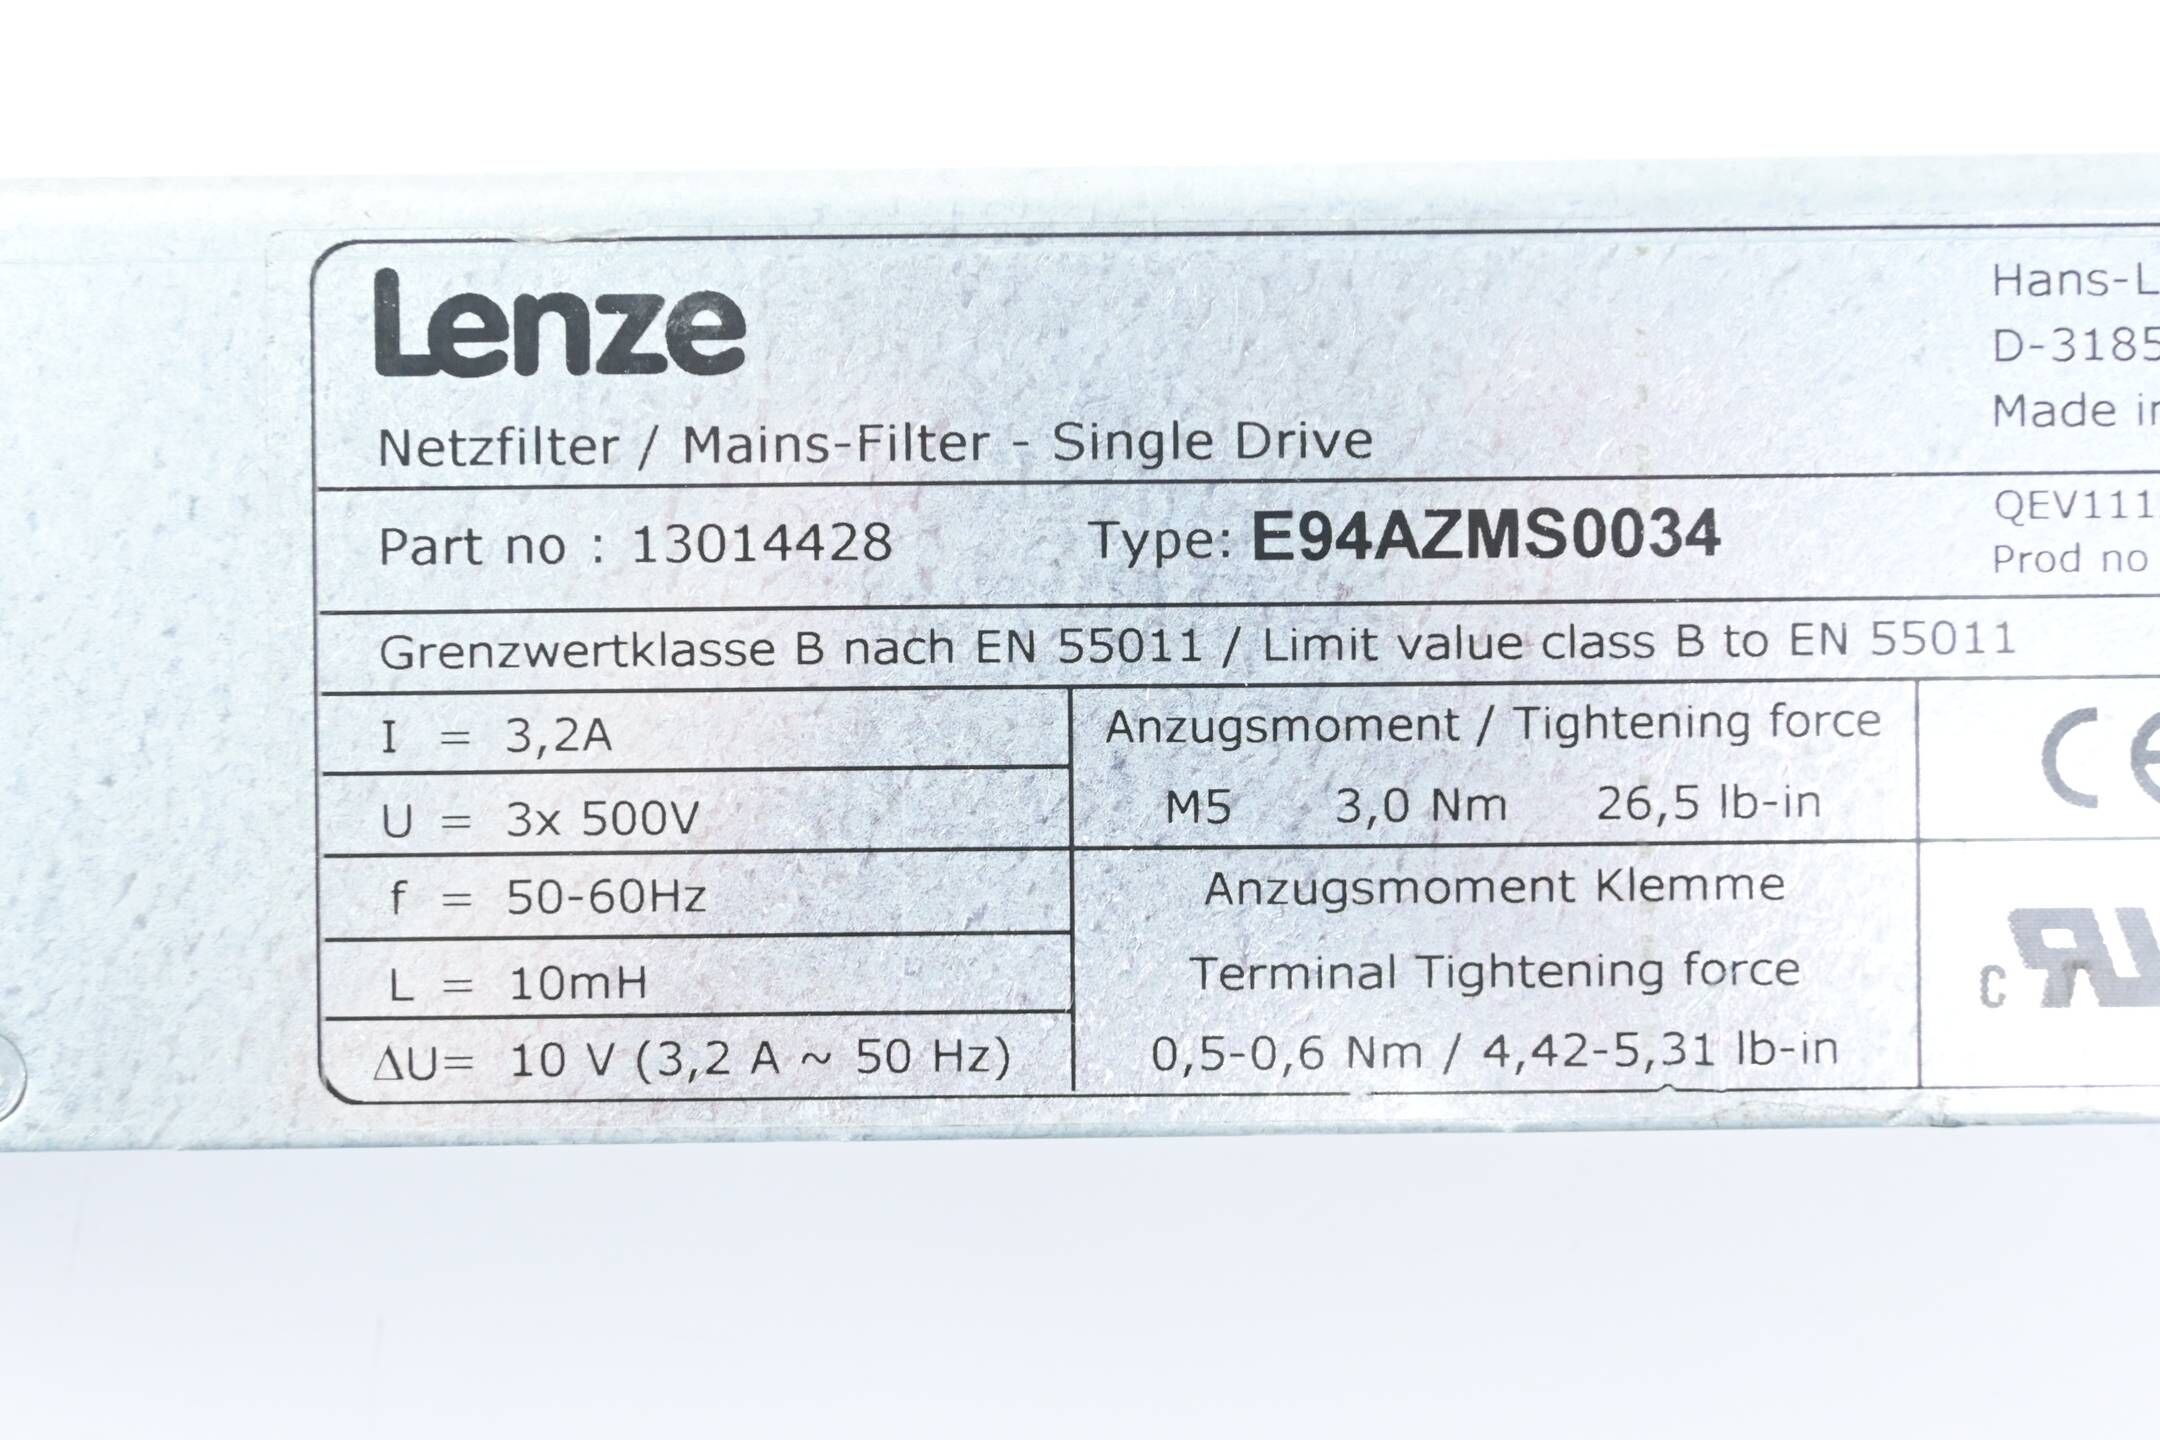 Lenze
Netzfilter / Mains-Filter - Single Drive
Hans-L
D-3185
Made in
Part no : 13014428
Type: E94AZMS0034
QEV111
Prod no
Grenzwertklasse B nach EN 55011 / Limit value class B to EN 55011
I = 3,2A
U = 3x 500V
f = 50-60Hz
L = 10mH
ΔU= 10 V (3,2 A ~ 50 Hz)
Anzugsmoment / Tightening force
M5 3,0 Nm 26,5 lb-in
Anzugsmoment Klemme
Terminal Tightening force
0,5-0,6 Nm / 4,42-5,31 lb-in
CE
c RU